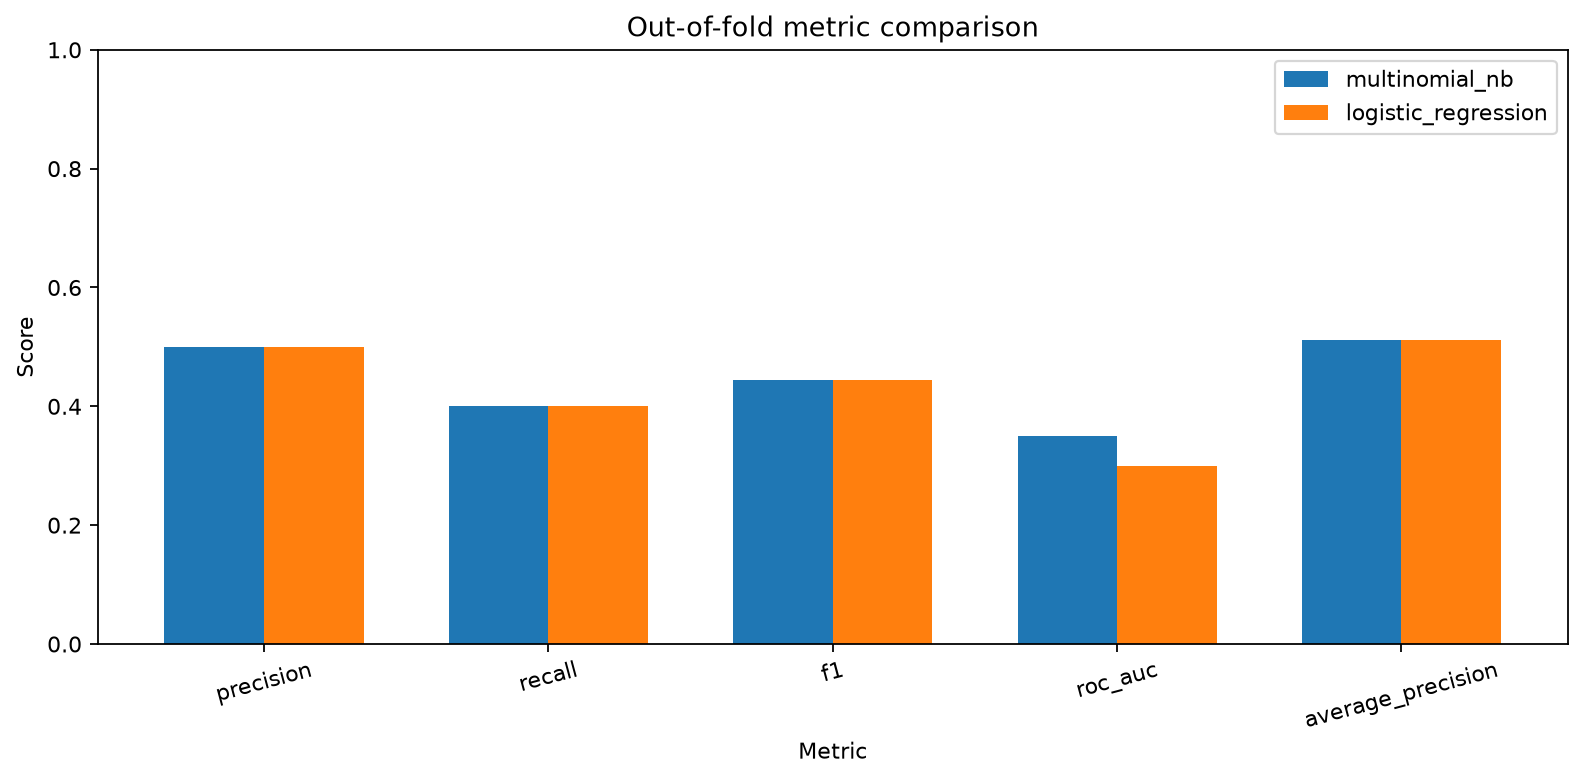 Out-of-fold metric comparison
multinomial_nb
logistic_regression
Score
1.0
0.8
0.6
0.4
0.2
0.0
precision
recall
f1
roc_auc
average_precision
Metric